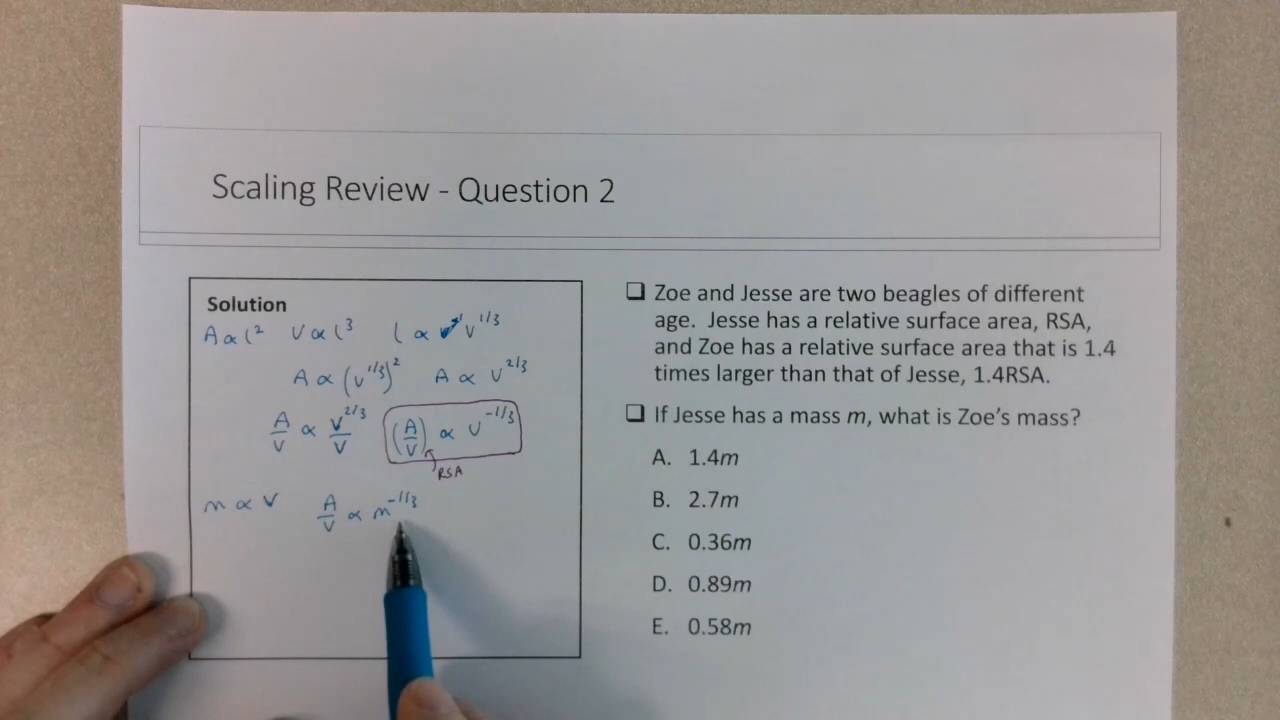 Scaling Review - Question 2
Solution
A ∝ l² V ∝ l³ l ∝ V^1/3
A ∝ (V^1/3)² A ∝ V^2/3
A/V ∝ V^2/3/V (A/V) ∝ V^-1/3
RSA
m ∝ V A/V ∝ m^-1/3
❑ Zoe and Jesse are two beagles of different
age. Jesse has a relative surface area, RSA,
and Zoe has a relative surface area that is 1.4
times larger than that of Jesse, 1.4RSA.
❑ If Jesse has a mass m, what is Zoe's mass?
A. 1.4m
B. 2.7m
C. 0.36m
D. 0.89m
E. 0.58m